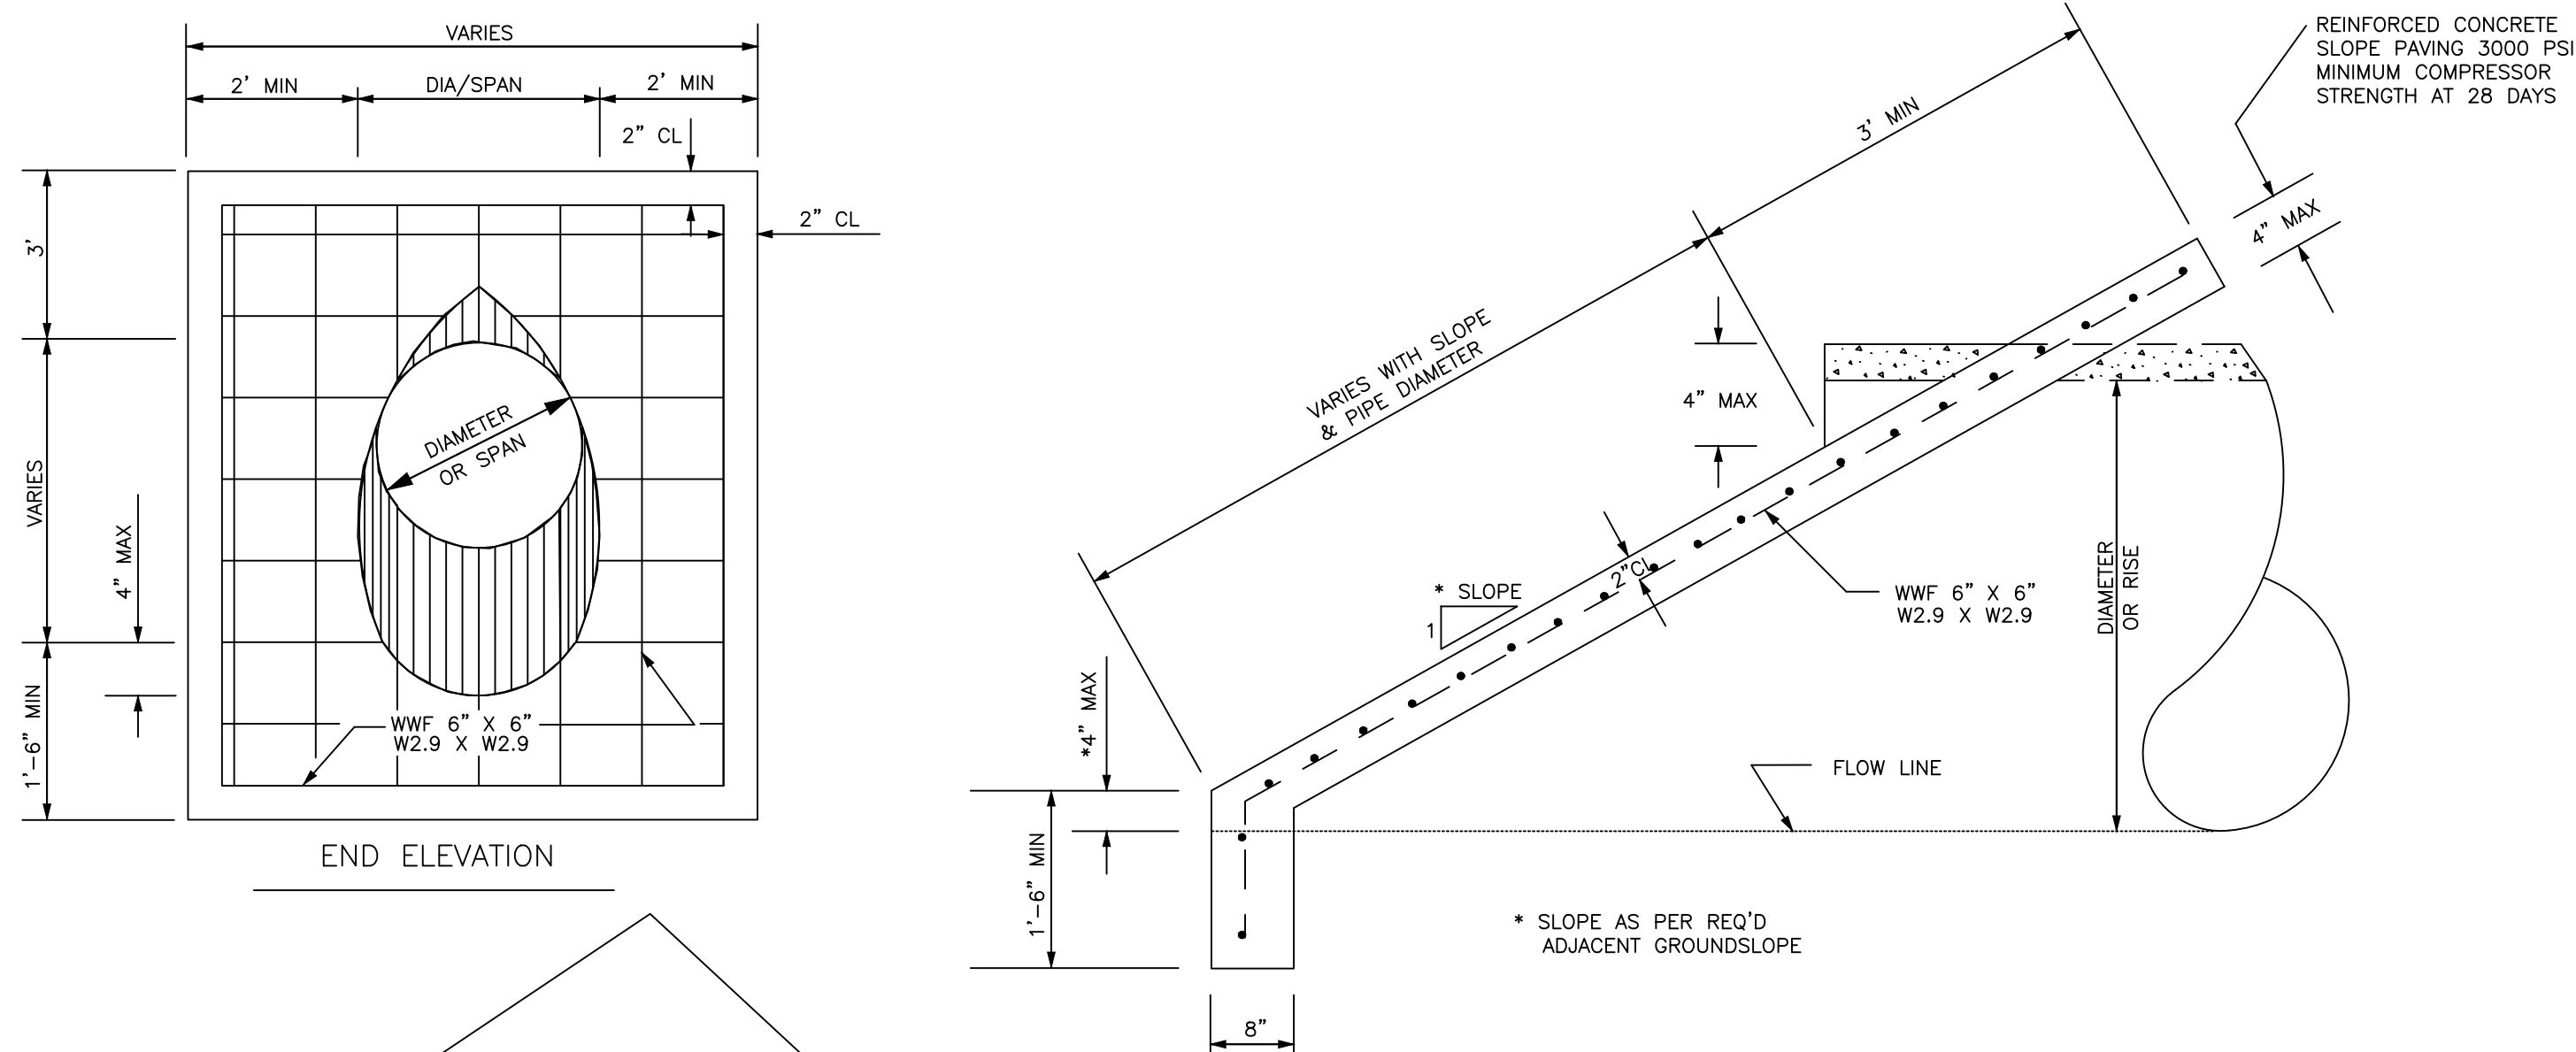 VARIES
2' MIN
DIA/SPAN
2' MIN
2" CL
2" CL
3'
VARIES
4" MAX
1'-6" MIN
DIAMETER
OR SPAN
WWF 6" X 6"
W2.9 X W2.9
END ELEVATION
REINFORCED CONCRETE
SLOPE PAVING 3000 PSI
MINIMUM COMPRESSOR
STRENGTH AT 28 DAYS
3' MIN
4" MAX
VARIES WITH SLOPE
& PIPE DIAMETER
4" MAX
2"CL
* SLOPE
1
WWF 6" X 6"
W2.9 X W2.9
DIAMETER
OR RISE
*4" MAX
FLOW LINE
1'-6" MIN
* SLOPE AS PER REQ'D
ADJACENT GROUNDSLOPE
8"